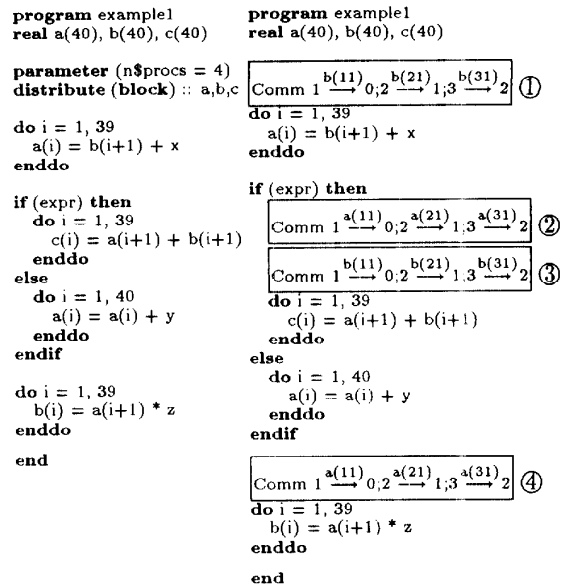 program example1
real a(40), b(40), c(40)
parameter (n$procs = 4)
distribute (block) :: a,b,c
do i = 1, 39
a(i) = b(i+1) + x
enddo
if (expr) then
do i = 1, 39
c(i) = a(i+1) + b(i+1)
enddo
else
do i = 1, 40
a(i) = a(i) + y
enddo
endif
do i = 1, 39
b(i) = a(i+1) * z
enddo
end
program example1
real a(40), b(40), c(40)
Comm 1 b(11)⟶ 0;2 b(21)⟶ 1;3 b(31)⟶ 2 ①
do i = 1, 39
a(i) = b(i+1) + x
enddo
if (expr) then
Comm 1 a(11)⟶ 0;2 a(21)⟶ 1;3 a(31)⟶ 2 ②
Comm 1 b(11)⟶ 0;2 b(21)⟶ 1;3 b(31)⟶ 2 ③
do i = 1, 39
c(i) = a(i+1) + b(i+1)
enddo
else
do i = 1, 40
a(i) = a(i) + y
enddo
endif
Comm 1 a(11)⟶ 0;2 a(21)⟶ 1;3 a(31)⟶ 2 ④
do i = 1, 39
b(i) = a(i+1) * z
enddo
end